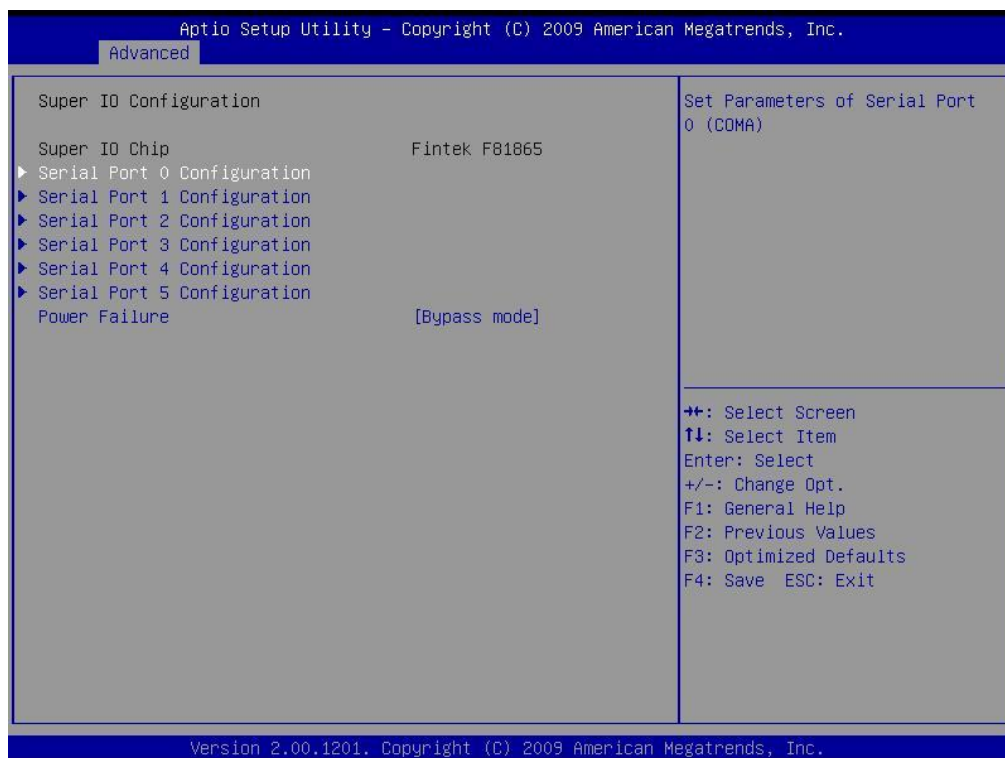 Aptio Setup Utility – Copyright (C) 2009 American Megatrends, Inc.
Advanced
Super IO Configuration
Super IO Chip Fintek F81865
▶ Serial Port 0 Configuration
▶ Serial Port 1 Configuration
▶ Serial Port 2 Configuration
▶ Serial Port 3 Configuration
▶ Serial Port 4 Configuration
▶ Serial Port 5 Configuration
Power Failure [Bypass mode]
Set Parameters of Serial Port
0 (COMA)
→←: Select Screen
↑↓: Select Item
Enter: Select
+/-: Change Opt.
F1: General Help
F2: Previous Values
F3: Optimized Defaults
F4: Save ESC: Exit
Version 2.00.1201. Copyright (C) 2009 American Megatrends, Inc.